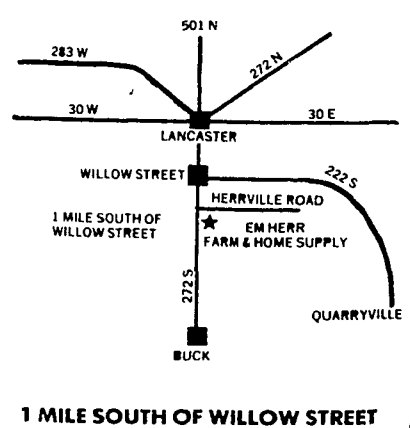 501 N
283 W
272 N
30 W
30 E
LANCASTER
WILLOW STREET
222 S
HERRVILLE ROAD
1 MILE SOUTH OF
WILLOW STREET
EM HERR
FARM & HOME SUPPLY
272 S
QUARRYVILLE
BUCK
1 MILE SOUTH OF WILLOW STREET